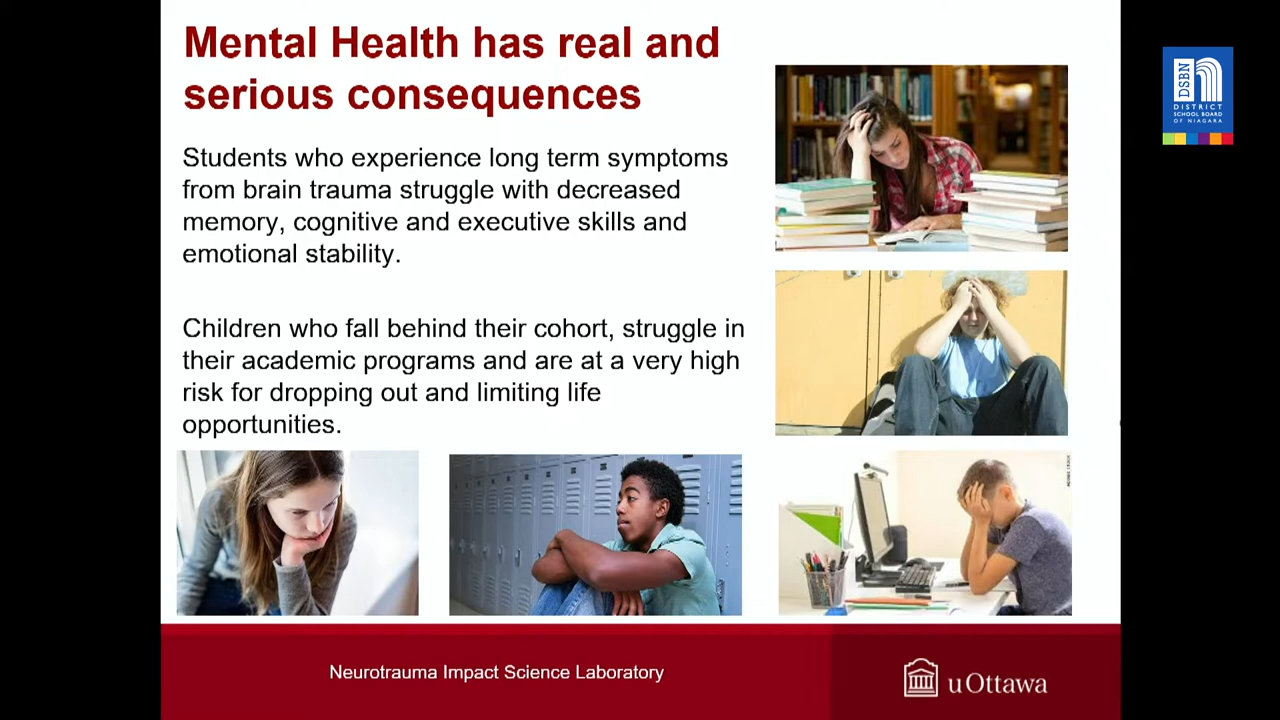 Mental Health has real and
serious consequences
Students who experience long term symptoms
from brain trauma struggle with decreased
memory, cognitive and executive skills and
emotional stability.
Children who fall behind their cohort, struggle in
their academic programs and are at a very high
risk for dropping out and limiting life
opportunities.
Neurotrauma Impact Science Laboratory
uOttawa
DSBN
DISTRICT
SCHOOL BOARD
OF NIAGARA